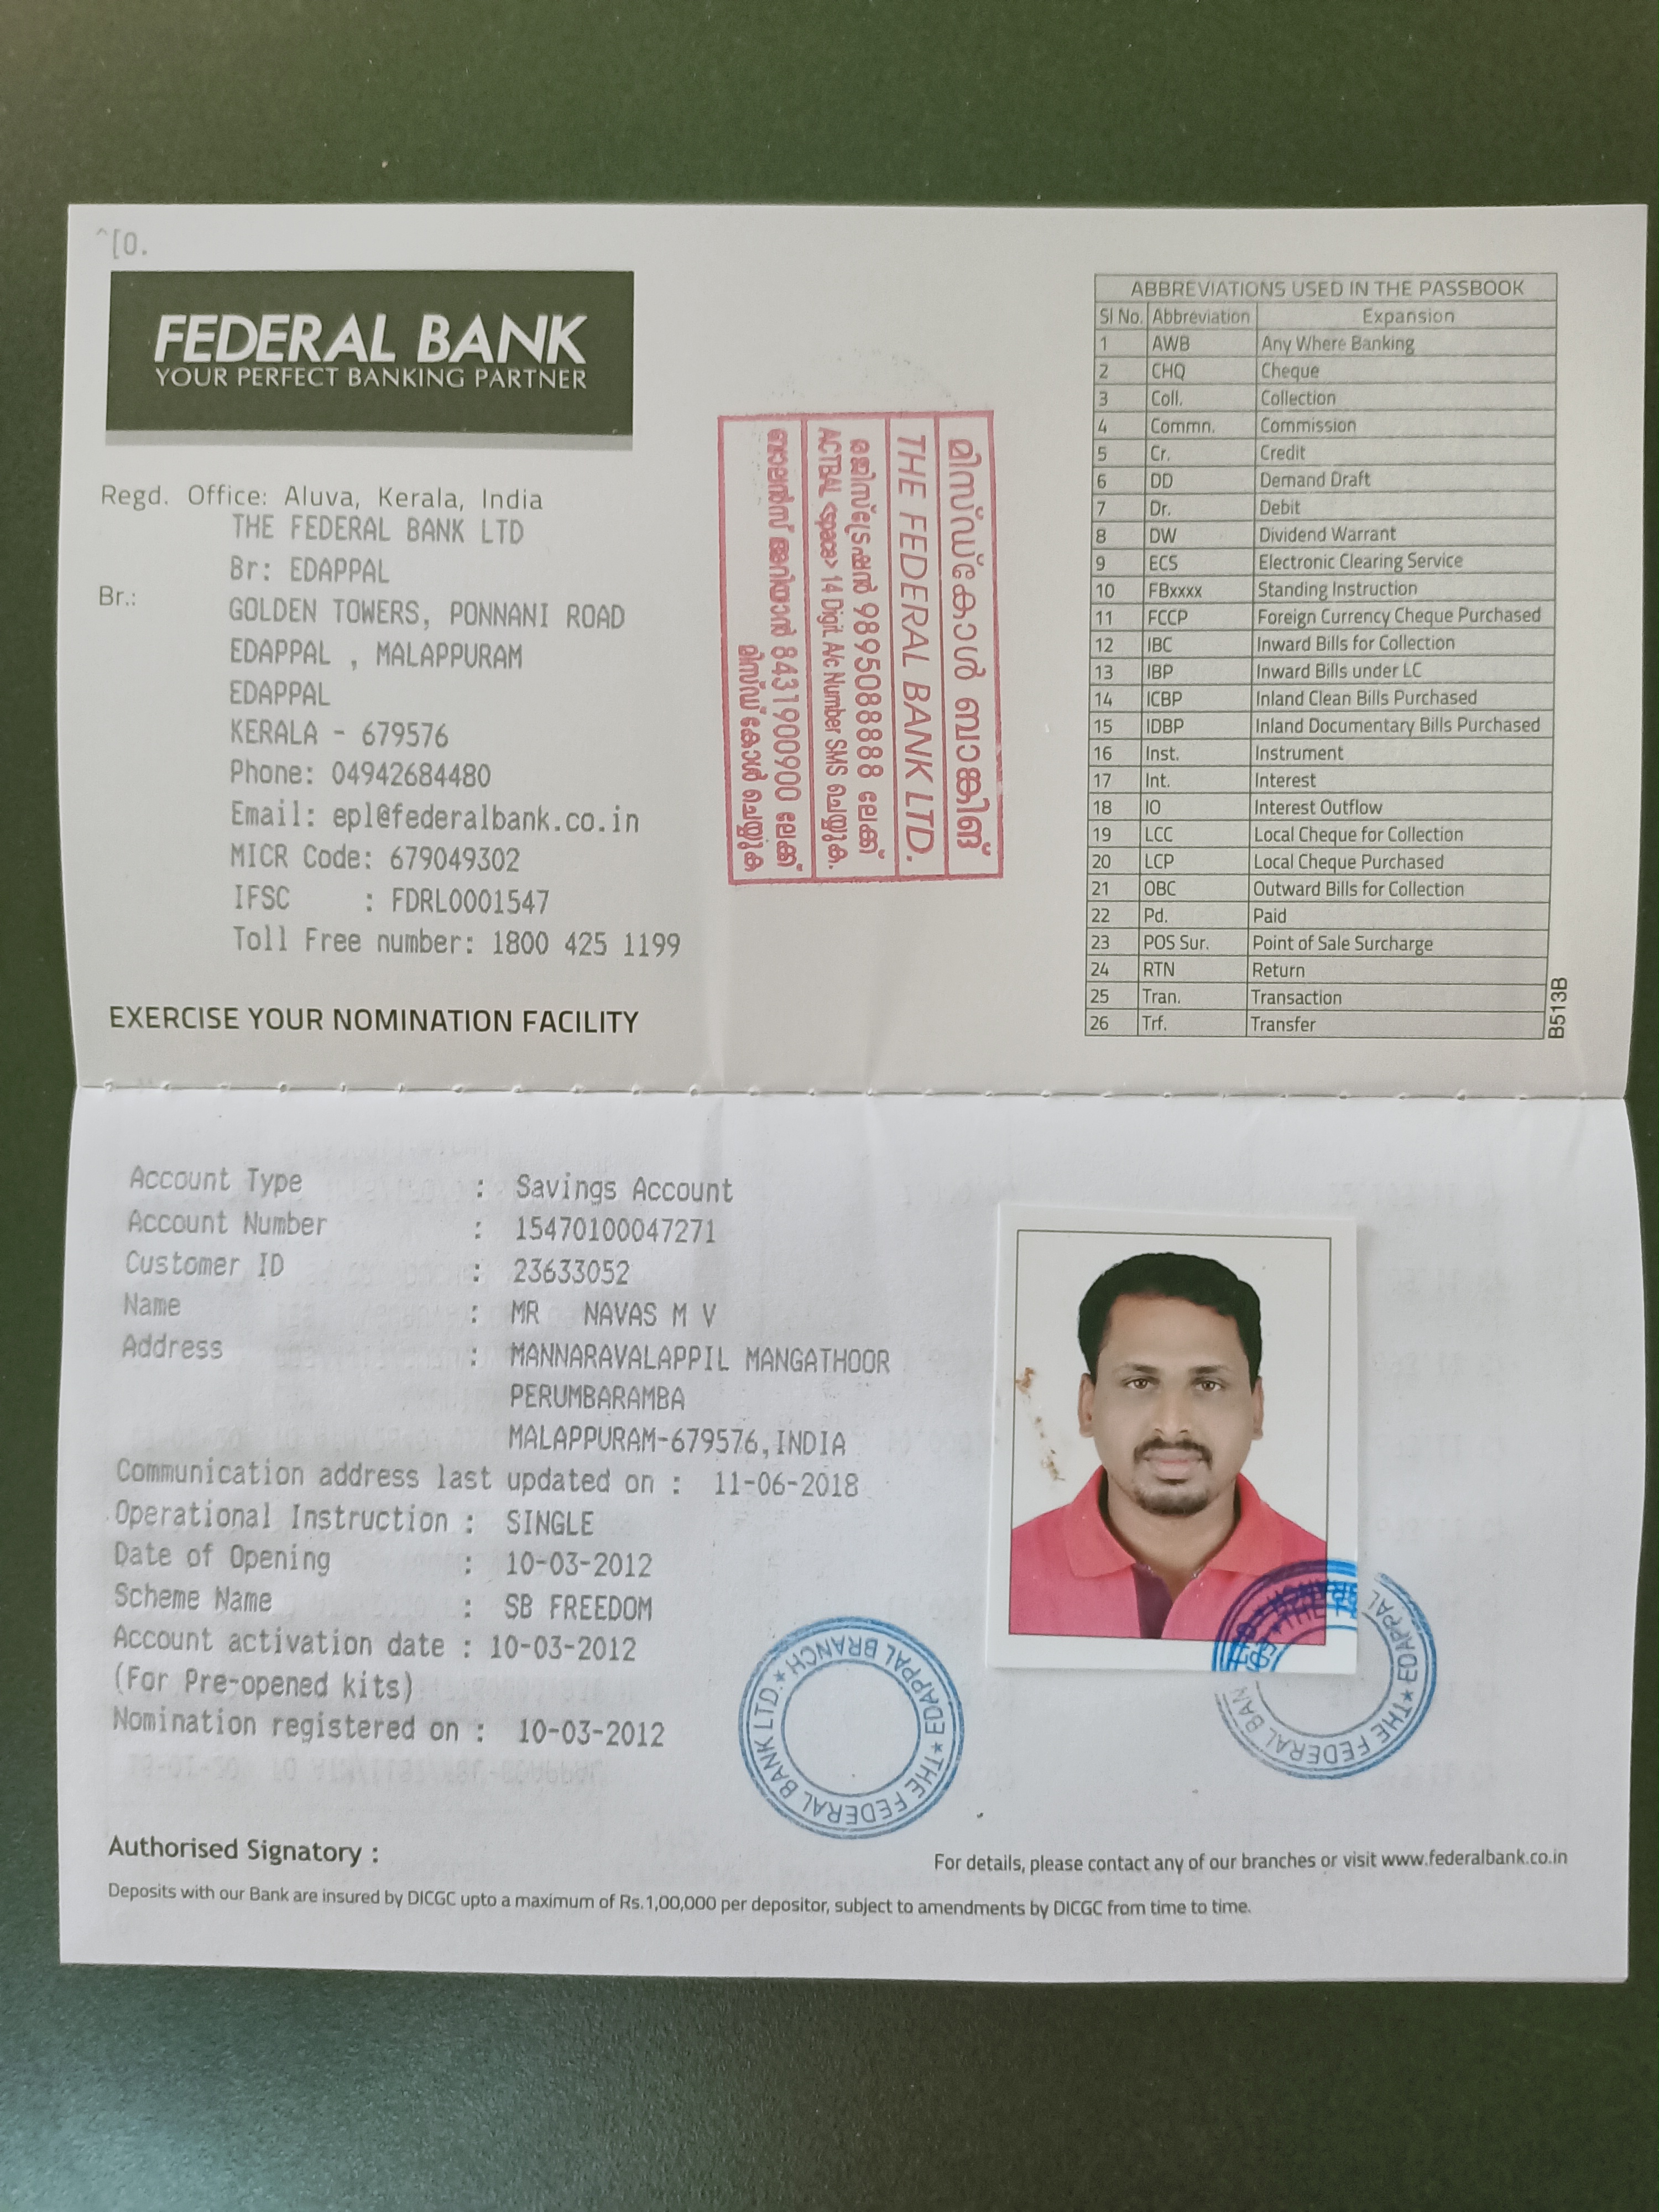 ^[0.
FEDERAL BANK
YOUR PERFECT BANKING PARTNER
Regd. Office: Aluva, Kerala, India
THE FEDERAL BANK LTD
Br: EDAPPAL
Br.:
GOLDEN TOWERS, PONNANI ROAD
EDAPPAL , MALAPPURAM
EDAPPAL
KERALA - 679576
Phone: 04942684480
Email: epl@federalbank.co.in
MICR Code: 679049302
IFSC : FDRL0001547
Toll Free number: 1800 425 1199
EXERCISE YOUR NOMINATION FACILITY
മിസ്ഡ്കോൾ ബാങ്കിങ്
THE FEDERAL BANK LTD.
രജിസ്ട്രേഷൻ 9895088888 ലേക്ക്
ACTBAL <space> 14 Digit. A/c Number SMS ചെയ്യുക.
ബാലൻസ് അറിയാൻ 8431900900 ലേക്ക്
മിസ്ഡ് കോൾ ചെയ്യുക
ABBREVIATIONS USED IN THE PASSBOOK
Sl No. Abbreviation Expansion
1 AWB Any Where Banking
2 CHQ Cheque
3 Coll. Collection
4 Commn. Commission
5 Cr. Credit
6 DD Demand Draft
7 Dr. Debit
8 DW Dividend Warrant
9 ECS Electronic Clearing Service
10 FBxxxx Standing Instruction
11 FCCP Foreign Currency Cheque Purchased
12 IBC Inward Bills for Collection
13 IBP Inward Bills under LC
14 ICBP Inland Clean Bills Purchased
15 IDBP Inland Documentary Bills Purchased
16 Inst. Instrument
17 Int. Interest
18 IO Interest Outflow
19 LCC Local Cheque for Collection
20 LCP Local Cheque Purchased
21 OBC Outward Bills for Collection
22 Pd. Paid
23 POS Sur. Point of Sale Surcharge
24 RTN Return
25 Tran. Transaction
26 Trf. Transfer
B513B
Account Type : Savings Account
Account Number : 15470100047271
Customer ID : 23633052
Name : MR NAVAS M V
Address : MANNARAVALAPPIL MANGATHOOR
PERUMBARAMBA
MALAPPURAM-679576,INDIA
Communication address last updated on : 11-06-2018
Operational Instruction : SINGLE
Date of Opening : 10-03-2012
Scheme Name : SB FREEDOM
Account activation date : 10-03-2012
(For Pre-opened kits)
Nomination registered on : 10-03-2012
★ THE FEDERAL BANK LTD. ★ EDAPPAL BRANCH
★ THE FEDERAL BAN
★ EDAPPAL
Authorised Signatory :
For details, please contact any of our branches or visit www.federalbank.co.in
Deposits with our Bank are insured by DICGC upto a maximum of Rs.1,00,000 per depositor, subject to amendments by DICGC from time to time.